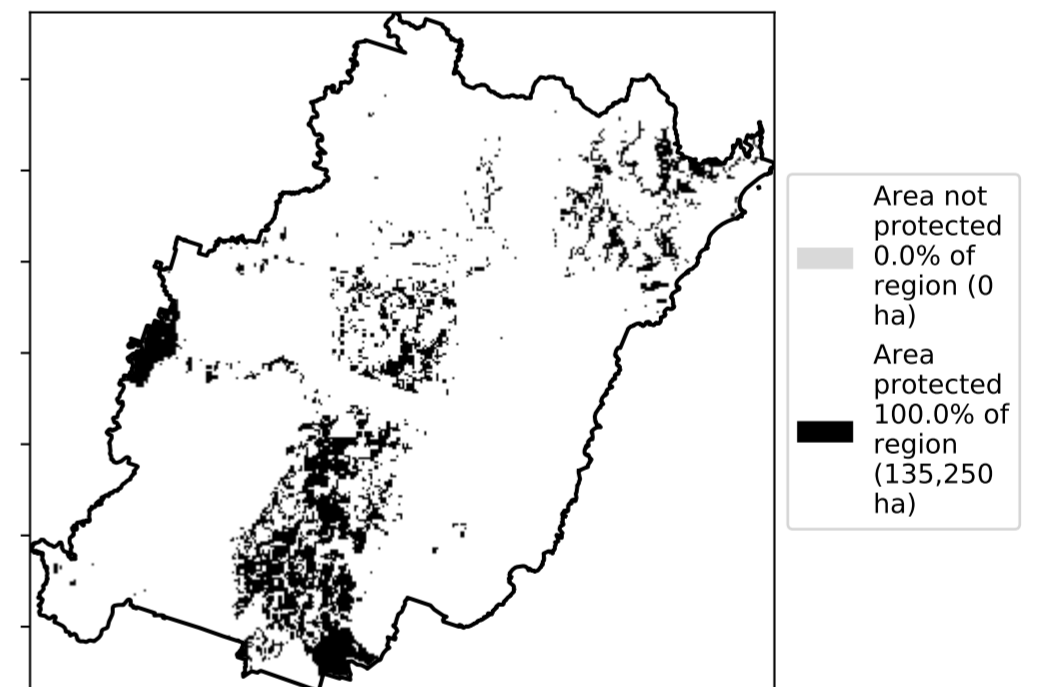 Area not
protected
0.0% of
region (0
ha)
Area
protected
100.0% of
region
(135,250
ha)